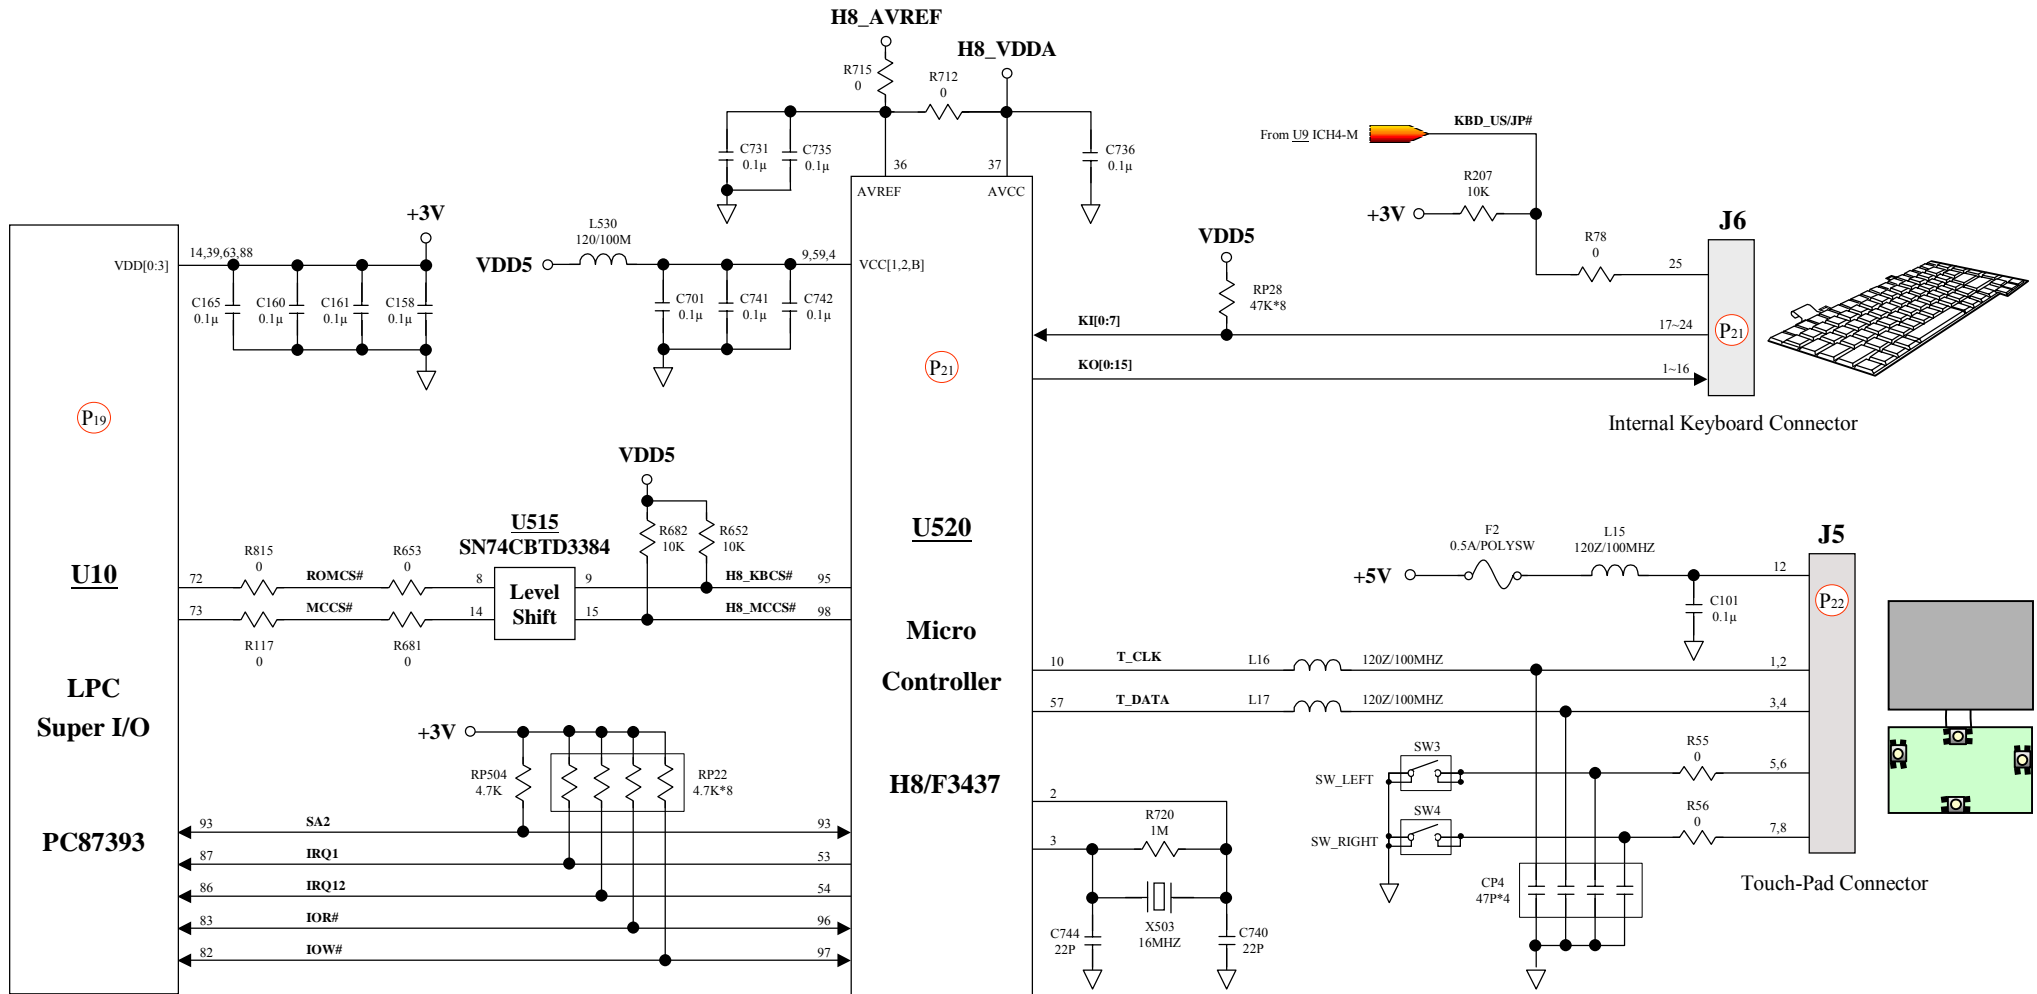 H8_AVREF
H8_VDDA
R715
0
R712
0
C731
0.1µ
C735
0.1µ
C736
0.1µ
36
37
AVREF
AVCC
From U9 ICH4-M
KBD_US/JP#
R207
10K
+3V
R78
0
J6
25
+3V
14,39,63,88
VDD[0:3]
C165
0.1µ
C160
0.1µ
C161
0.1µ
C158
0.1µ
L530
120/100M
VDD5
9,59,4
VCC[1,2,B]
C701
0.1µ
C741
0.1µ
C742
0.1µ
VDD5
RP28
47K*8
KI[0:7]
17~24
KO[0:15]
1~16
P21
P21
Internal Keyboard Connector
P19
VDD5
R682
10K
R652
10K
U515
SN74CBTD3384
Level
Shift
R815
0
R653
0
72
ROMCS#
8
9
H8_KBCS#
95
73
MCCS#
14
15
H8_MCCS#
98
R117
0
R681
0
U10
LPC
Super I/O
PC87393
U520
Micro
Controller
H8/F3437
F2
0.5A/POLYSW
L15
120Z/100MHZ
J5
+5V
12
C101
0.1µ
P22
10
T_CLK
L16
120Z/100MHZ
1,2
57
T_DATA
L17
120Z/100MHZ
3,4
SW3
SW_LEFT
R55
0
5,6
SW4
SW_RIGHT
R56
0
7,8
CP4
47P*4
Touch-Pad Connector
+3V
RP504
4.7K
RP22
4.7K*8
93
SA2
93
87
IRQ1
53
86
IRQ12
54
83
IOR#
96
82
IOW#
97
2
R720
1M
3
X503
16MHZ
C744
22P
C740
22P